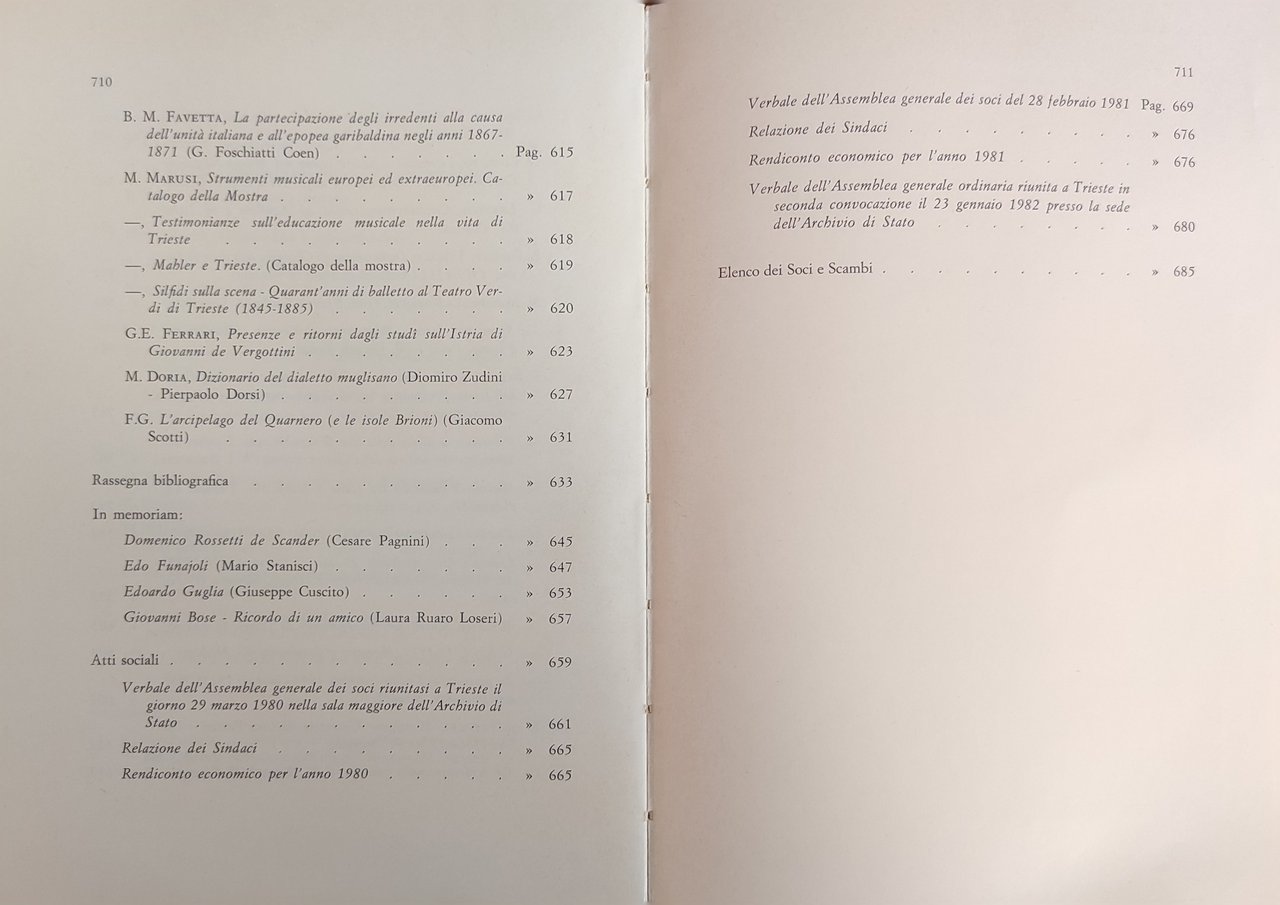 710
B. M. FAVETTA, La partecipazione degli irredenti alla causa
dell'unità italiana e all'epopea garibaldina negli anni 1867-
1871 (G. Foschiatti Coen) . . . . . . . Pag. 615
M. MARUSI, Strumenti musicali europei ed extraeuropei. Ca-
talogo della Mostra . . . . . . . . . » 617
—, Testimonianze sull'educazione musicale nella vita di
Trieste . . . . . . . . . . . » 618
—, Mahler e Trieste. (Catalogo della mostra) . . . . » 619
—, Silfidi sulla scena - Quarant'anni di balletto al Teatro Ver-
di di Trieste (1845-1885) . . . . . . . » 620
G.E. FERRARI, Presenze e ritorni dagli studî sull'Istria di
Giovanni de Vergottini . . . . . . . . » 623
M. DORIA, Dizionario del dialetto muglisano (Diomiro Zudini
- Pierpaolo Dorsi) . . . . . . . . . » 627
F.G. L'arcipelago del Quarnero (e le isole Brioni) (Giacomo
Scotti) . . . . . . . . . . . » 631
Rassegna bibliografica . . . . . . . . . . » 633
In memoriam:
Domenico Rossetti de Scander (Cesare Pagnini) . . . » 645
Edo Funajoli (Mario Stanisci) . . . . . . . » 647
Edoardo Guglia (Giuseppe Cuscito) . . . . . . » 653
Giovanni Bose - Ricordo di un amico (Laura Ruaro Loseri) » 657
Atti sociali . . . . . . . . . . . . . » 659
Verbale dell'Assemblea generale dei soci riunitasi a Trieste il
giorno 29 marzo 1980 nella sala maggiore dell'Archivio di
Stato . . . . . . . . . . . . » 661
Relazione dei Sindaci . . . . . . . . . » 665
Rendiconto economico per l'anno 1980 . . . . . » 665
711
Verbale dell'Assemblea generale dei soci del 28 febbraio 1981 Pag. 669
Relazione dei Sindaci . . . . . . . . . » 676
Rendiconto economico per l'anno 1981 . . . . . » 676
Verbale dell'Assemblea generale ordinaria riunita a Trieste in
seconda convocazione il 23 gennaio 1982 presso la sede
dell'Archivio di Stato . . . . . . . . » 680
Elenco dei Soci e Scambi . . . . . . . . . . » 685